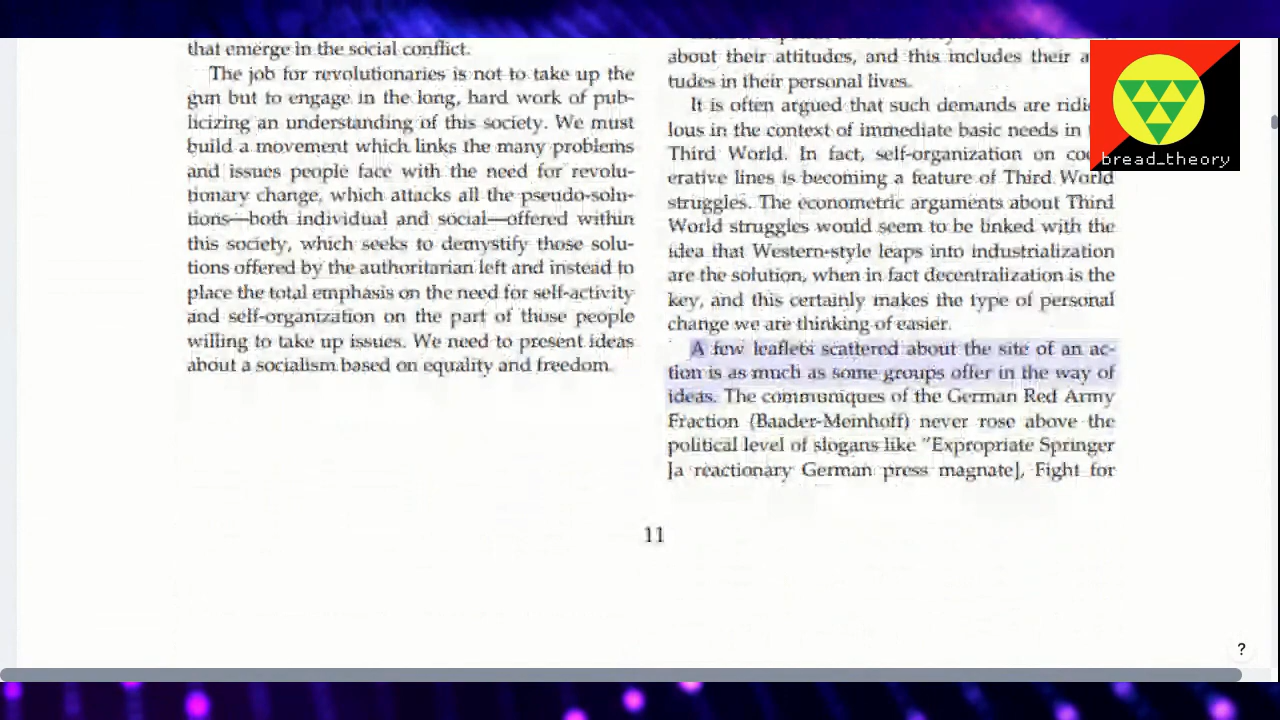 that emerge in the social conflict.
The job for revolutionaries is not to take up the
gun but to engage in the long, hard work of pub-
licizing an understanding of this society. We must
build a movement which links the many problems
and issues people face with the need for revolu-
tionary change, which attacks all the pseudo-solu-
tions—both individual and social—offered within
this society, which seeks to demystify those solu-
tions offered by the authoritarian left and instead to
place the total emphasis on the need for self-activity
and self-organization on the part of those people
willing to take up issues. We need to present ideas
about a socialism based on equality and freedom.
about their attitudes, and this includes their a
tudes in their personal lives.
It is often argued that such demands are ridi
lous in the context of immediate basic needs in
Third World. In fact, self-organization on co
erative lines is becoming a feature of Third World
struggles. The econometric arguments about Third
World struggles would seem to be linked with the
idea that Western-style leaps into industrialization
are the solution, when in fact decentralization is the
key, and this certainly makes the type of personal
change we are thinking of easier.
A few leaflets scattered about the site of an ac-
tion is as much as some groups offer in the way of
ideas. The communiques of the German Red Army
Fraction (Baader-Meinhoff) never rose above the
political level of slogans like "Expropriate Springer
[a reactionary German press magnate], Fight for
11
bread_theory
?